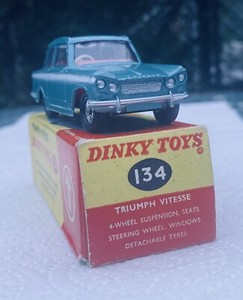 DINKY TOYS
134
TRIUMPH VITESSE
4-WHEEL SUSPENSION, SEATS
STEERING WHEEL, WINDOWS
DETACHABLE TYRES